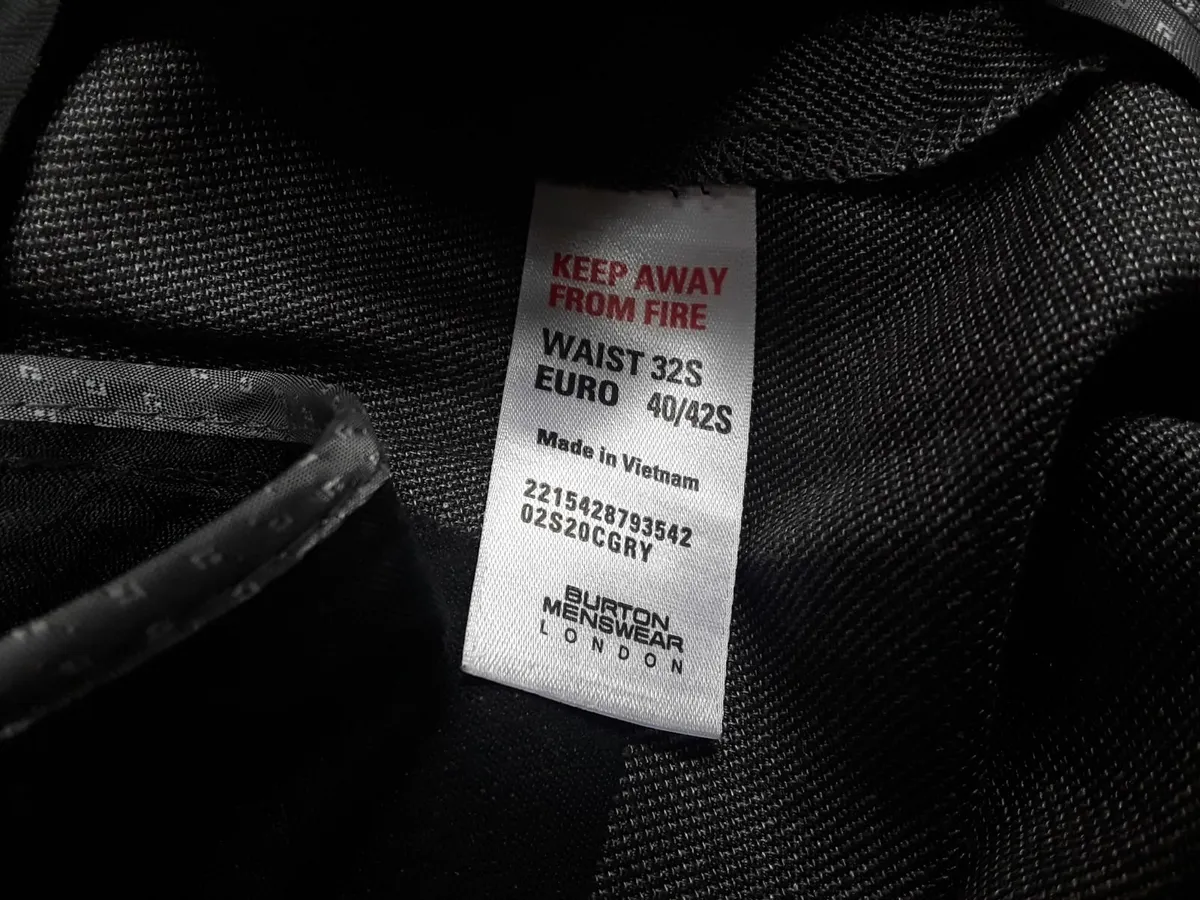 KEEP AWAY
FROM FIRE
WAIST 32S
EURO 40/42S
Made in Vietnam
2215428793542
02S20CGRY
BURTON
MENSWEAR
LONDON